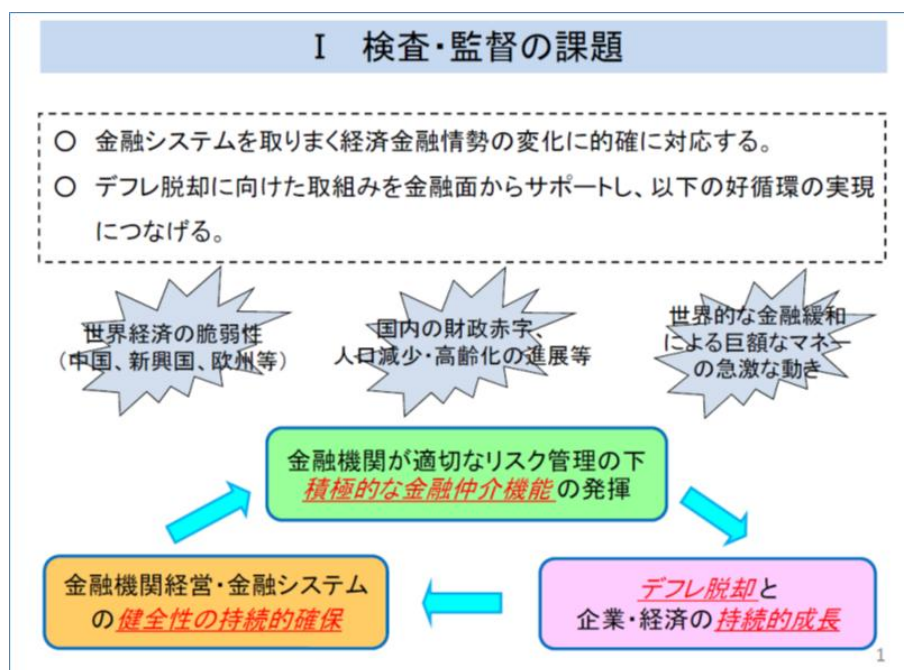 Ⅰ 検査・監督の課題
○ 金融システムを取りまく経済金融情勢の変化に的確に対応する。
○ デフレ脱却に向けた取組みを金融面からサポートし、以下の好循環の実現
につなげる。
世界経済の脆弱性
(中国、新興国、欧州等)
国内の財政赤字、
人口減少・高齢化の進展等
世界的な金融緩和
による巨額なマネー
の急激な動き
金融機関が適切なリスク管理の下
積極的な金融仲介機能の発揮
金融機関経営・金融システム
の健全性の持続的確保
デフレ脱却と
企業・経済の持続的成長
1